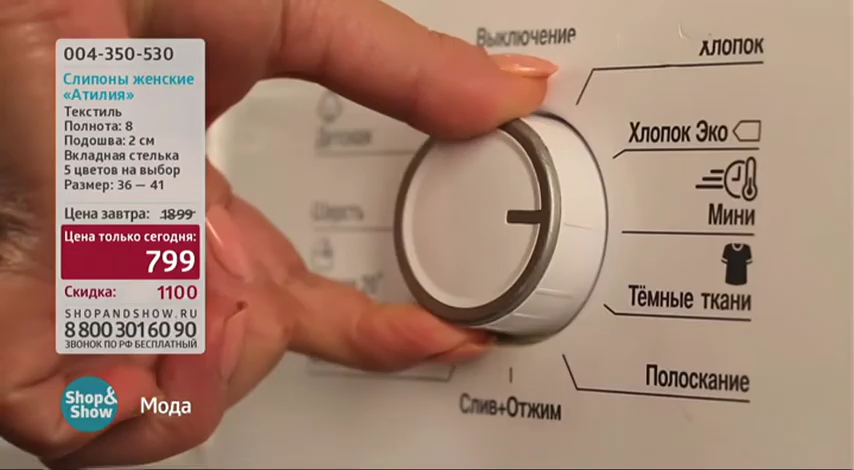 004-350-530
Слипоны женские
«Атилия»
Текстиль
Полнота: 8
Подошва: 2 см
Вкладная стелька
5 цветов на выбор
Размер: 36 — 41
Цена завтра: 1899
Цена только сегодня:
799
Скидка: 1100
SHOPANDSHOW.RU
8 800 301 60 90
ЗВОНОК ПО РФ БЕСПЛАТНЫЙ
Shop&
Show
Мода
Выключение
Хлопок
Хлопок Эко
Мини
Тёмные ткани
Полоскание
Слив+Отжим
Шерсть